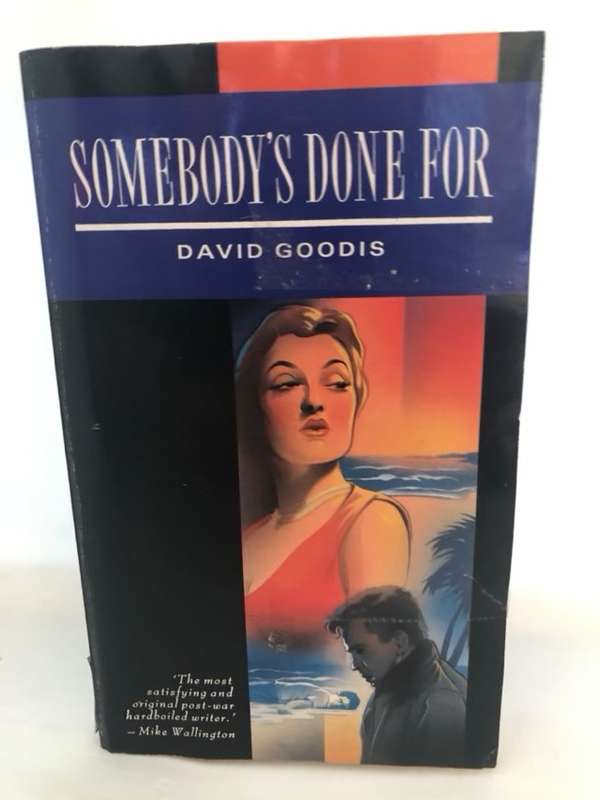 SOMEBODY'S DONE FOR
DAVID GOODIS
'The most
satisfying and
original post-war
hardboiled writer.'
– Mike Wallington